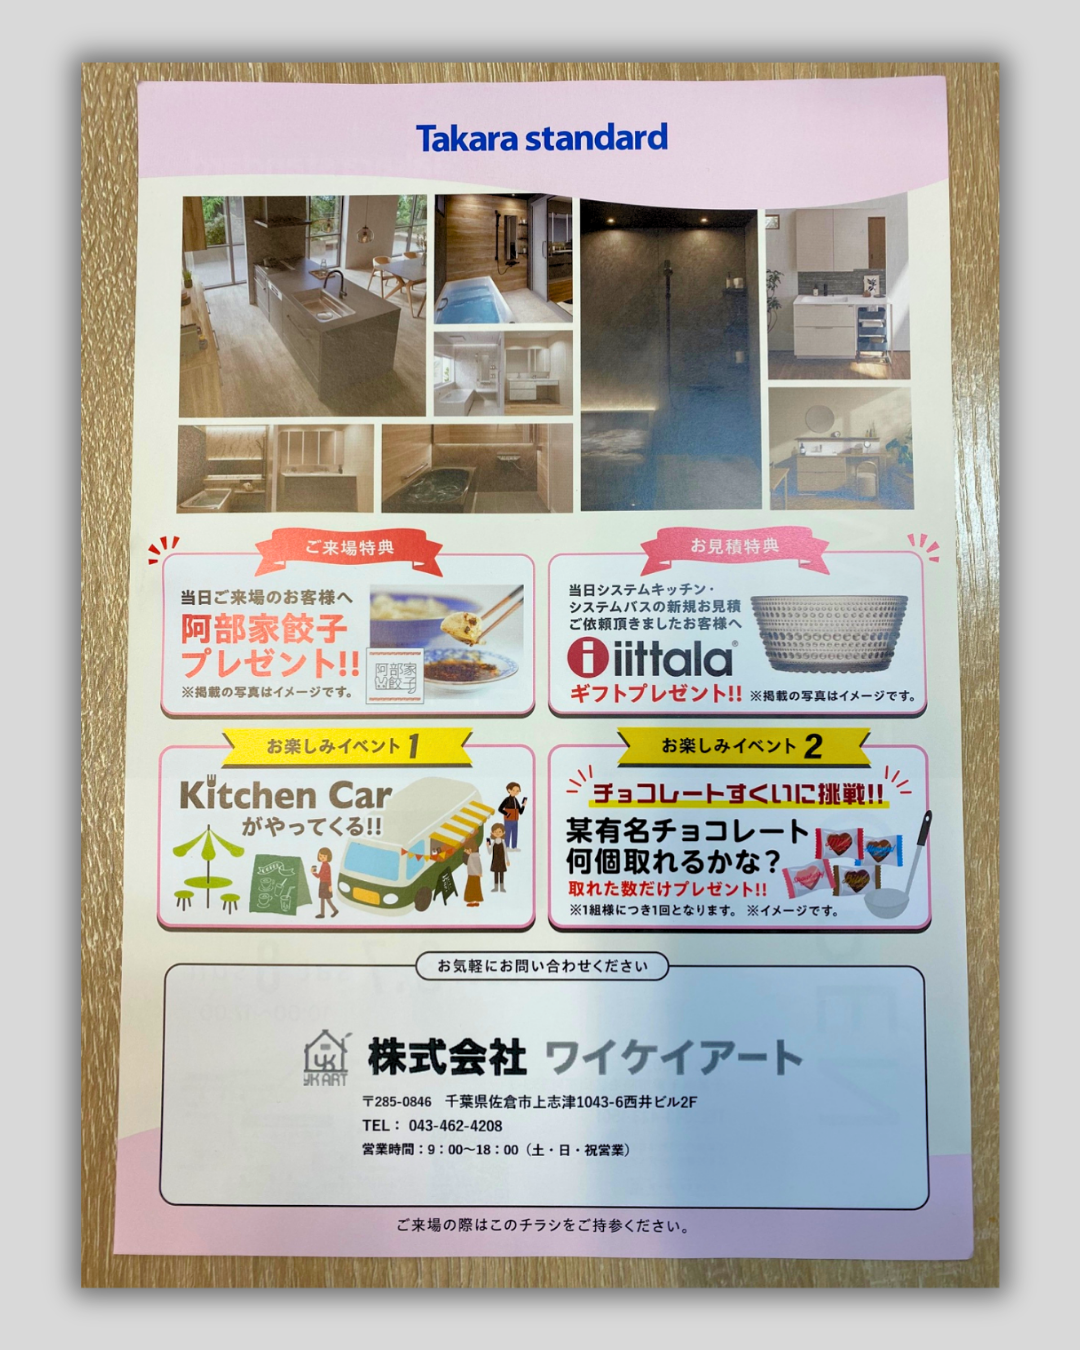 Takara standard
ご来場特典
当日ご来場のお客様へ
阿部家餃子
プレゼント!!
※掲載の写真はイメージです。
阿部家
餃子
お見積特典
当日システムキッチン・
システムバスの新規お見積
ご依頼頂きましたお客様へ
iittala
ギフトプレゼント!! ※掲載の写真はイメージです。
お楽しみイベント 1
Kitchen Car
がやってくる!!
お楽しみイベント 2
チョコレートすくいに挑戦!!
某有名チョコレート
何個取れるかな?
取れた数だけプレゼント!!
※1組様につき1回となります。 ※イメージです。
お気軽にお問い合わせください
YK ART
株式会社 ワイケイアート
〒285-0846 千葉県佐倉市上志津1043-6西井ビル2F
TEL： 043-462-4208
営業時間：9：00〜18：00（土・日・祝営業）
ご来場の際はこのチラシをご持参ください。